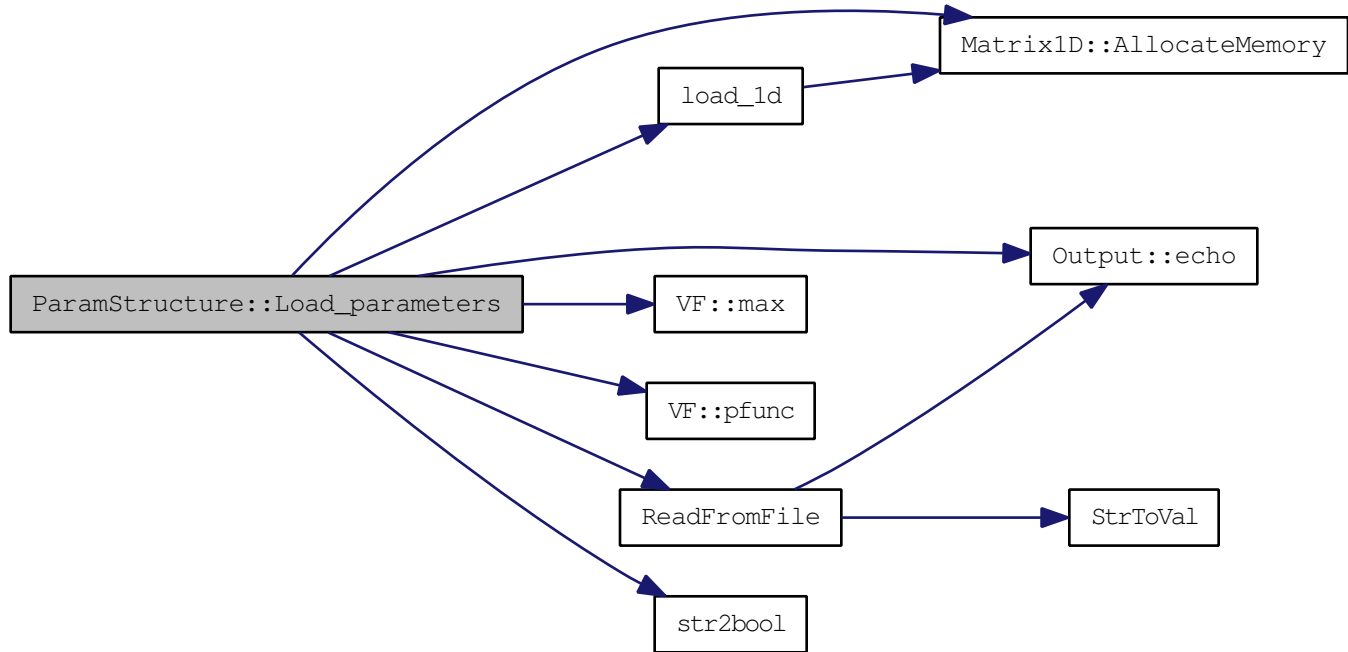 Matrix1D::AllocateMemory
load_1d
Output::echo
ParamStructure::Load_parameters
VF::max
VF::pfunc
ReadFromFile
StrToVal
str2bool